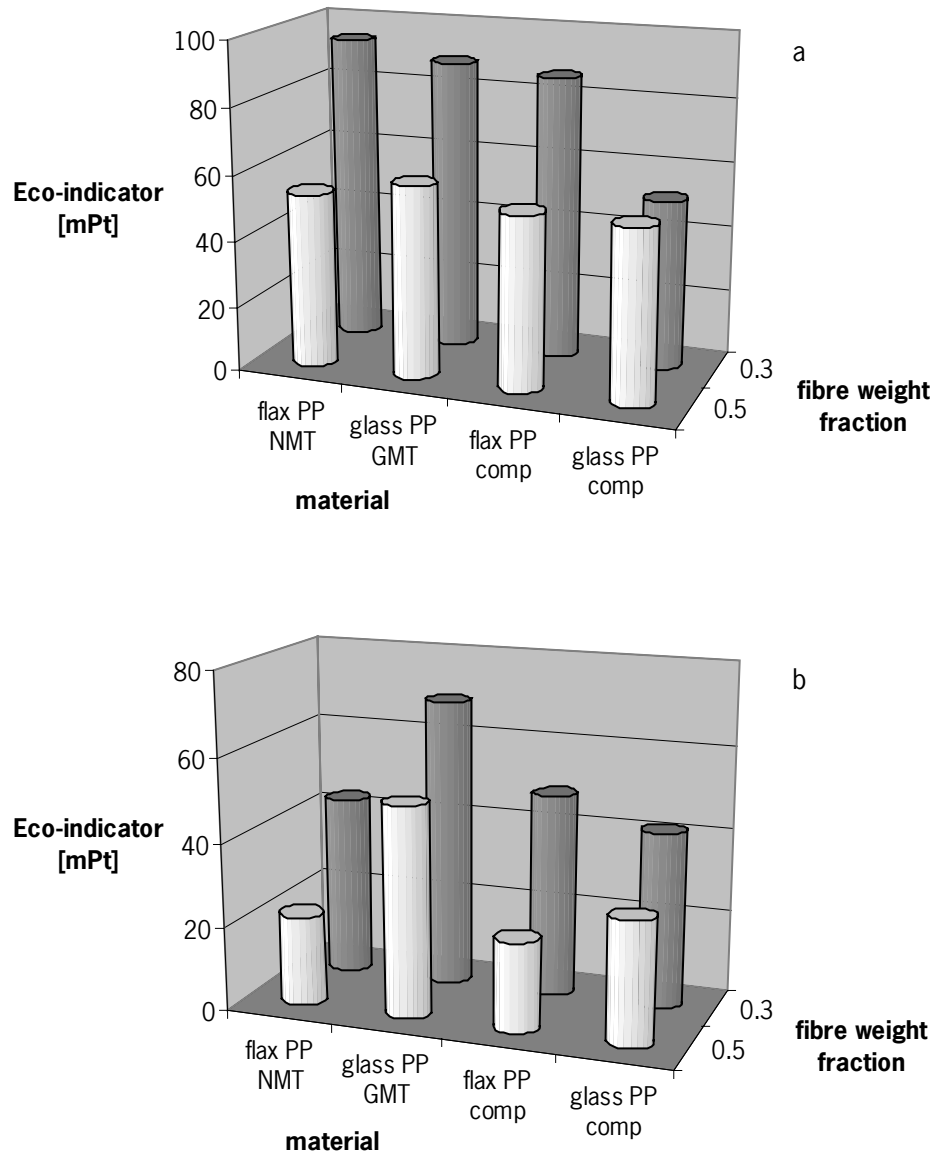 a
100
80
60
40
20
0
Eco-indicator
[mPt]
flax PP
NMT
glass PP
GMT
flax PP
comp
glass PP
comp
material
0.3
0.5
fibre weight
fraction
b
80
60
40
20
0
Eco-indicator
[mPt]
flax PP
NMT
glass PP
GMT
flax PP
comp
glass PP
comp
material
0.3
0.5
fibre weight
fraction